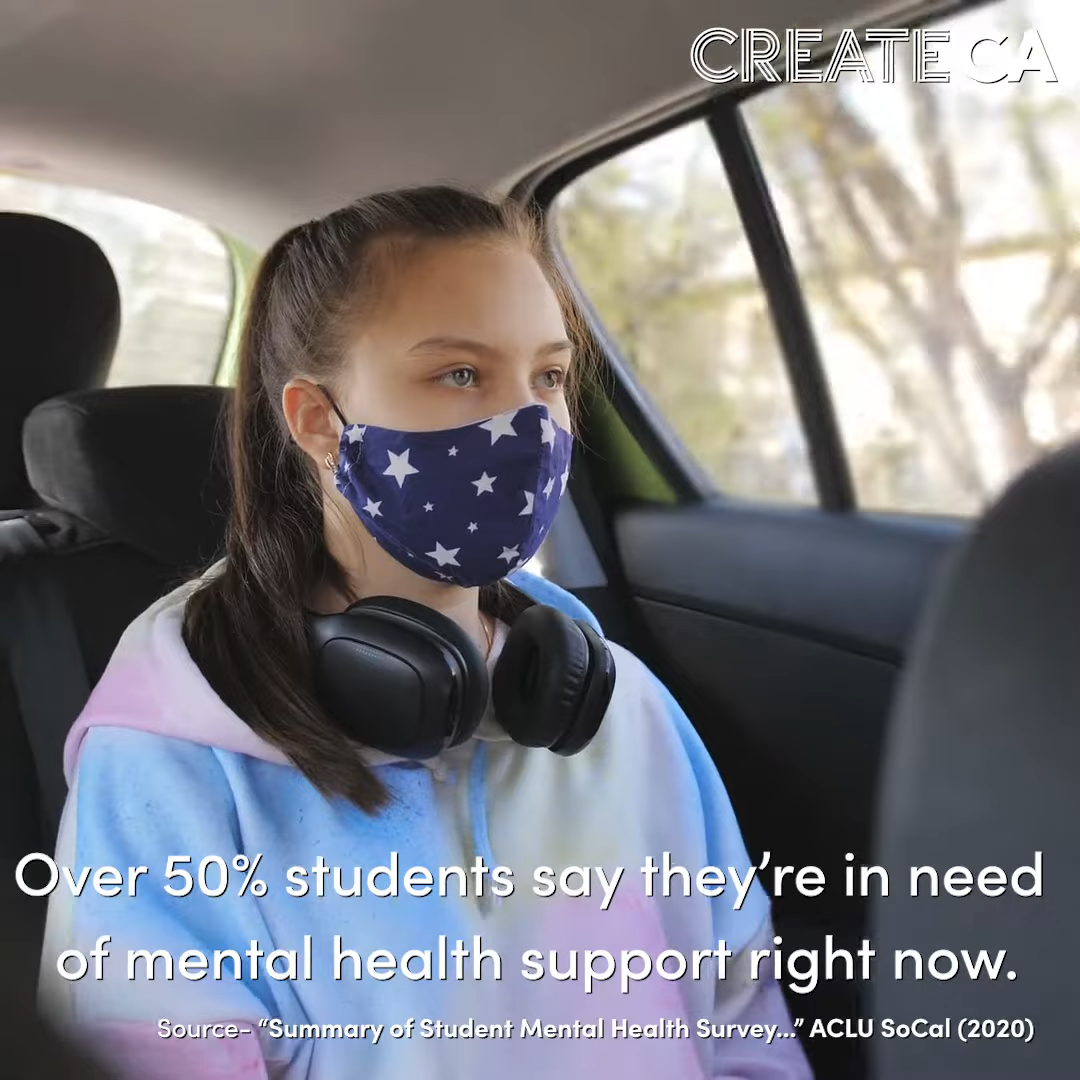 CREATE CA
Over 50% students say they’re in need
of mental health support right now.
Source- “Summary of Student Mental Health Survey...” ACLU SoCal (2020)